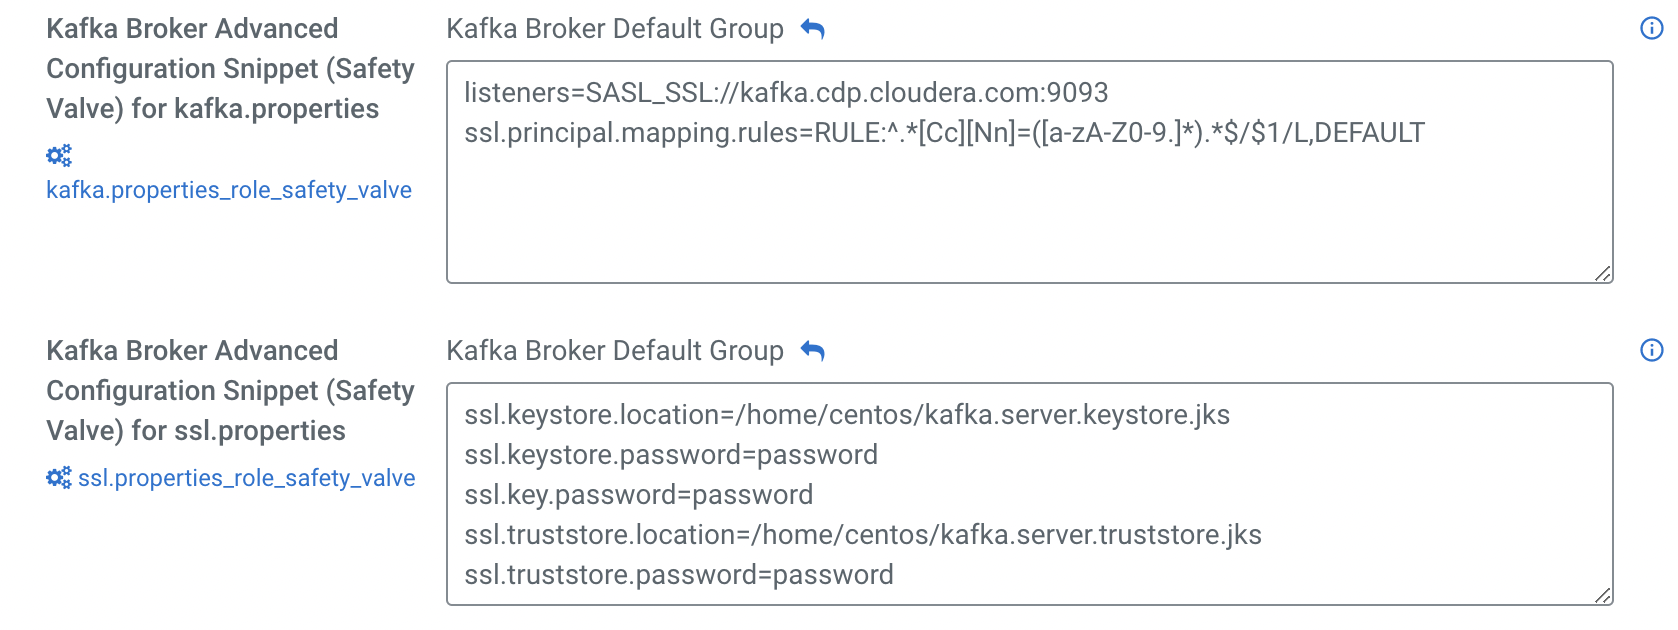 Kafka Broker Advanced
Configuration Snippet (Safety
Valve) for kafka.properties
kafka.properties_role_safety_valve
Kafka Broker Default Group
listeners=SASL_SSL://kafka.cdp.cloudera.com:9093
ssl.principal.mapping.rules=RULE:^.*[Cc][Nn]=([a-zA-Z0-9.]*).*$/$1/L,DEFAULT
Kafka Broker Advanced
Configuration Snippet (Safety
Valve) for ssl.properties
ssl.properties_role_safety_valve
Kafka Broker Default Group
ssl.keystore.location=/home/centos/kafka.server.keystore.jks
ssl.keystore.password=password
ssl.key.password=password
ssl.truststore.location=/home/centos/kafka.server.truststore.jks
ssl.truststore.password=password